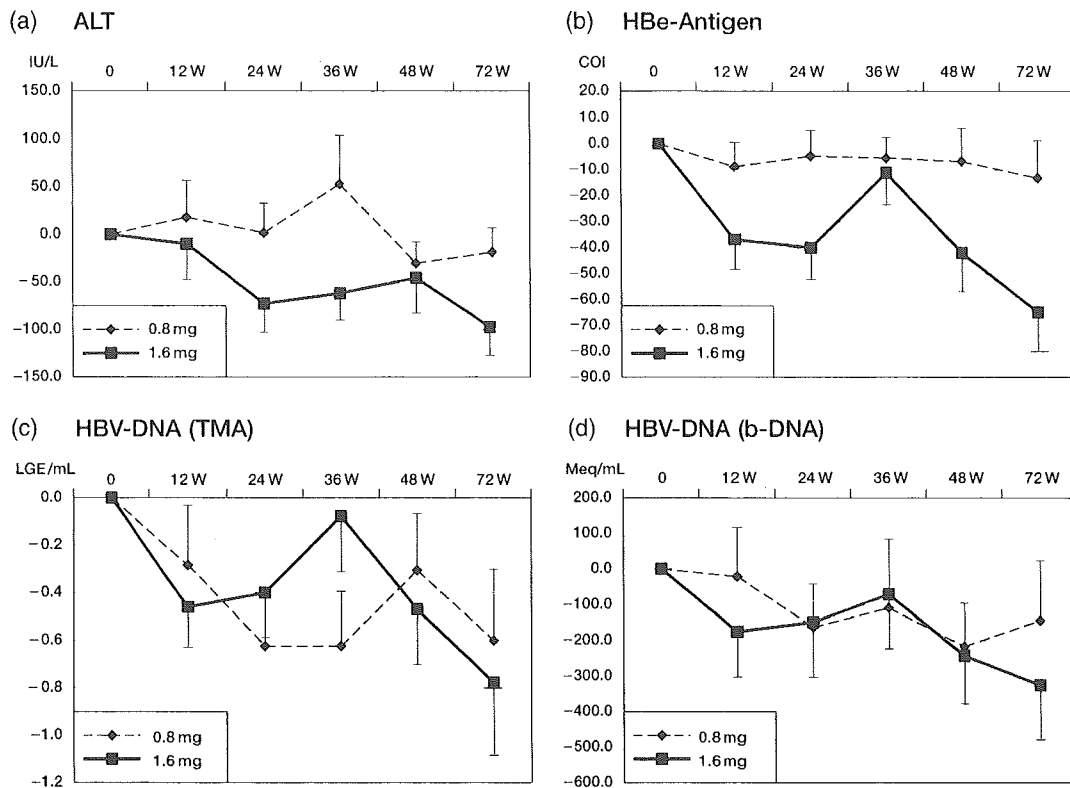 (a) ALT
IU/L
0 12 W 24 W 36 W 48 W 72 W
150.0
100.0
50.0
0.0
−50.0
−100.0
−150.0
0.8 mg
1.6 mg
(b) HBe-Antigen
COI
0 12 W 24 W 36 W 48 W 72 W
20.0
10.0
0.0
−10.0
−20.0
−30.0
−40.0
−50.0
−60.0
−70.0
−80.0
−90.0
0.8 mg
1.6 mg
(c) HBV-DNA (TMA)
LGE/mL
0 12 W 24 W 36 W 48 W 72 W
0.0
−0.2
−0.4
−0.6
−0.8
−1.0
−1.2
0.8 mg
1.6 mg
(d) HBV-DNA (b-DNA)
Meq/mL
0 12 W 24 W 36 W 48 W 72 W
200.0
100.0
0.0
−100.0
−200.0
−300.0
−400.0
−500.0
−600.0
0.8 mg
1.6 mg